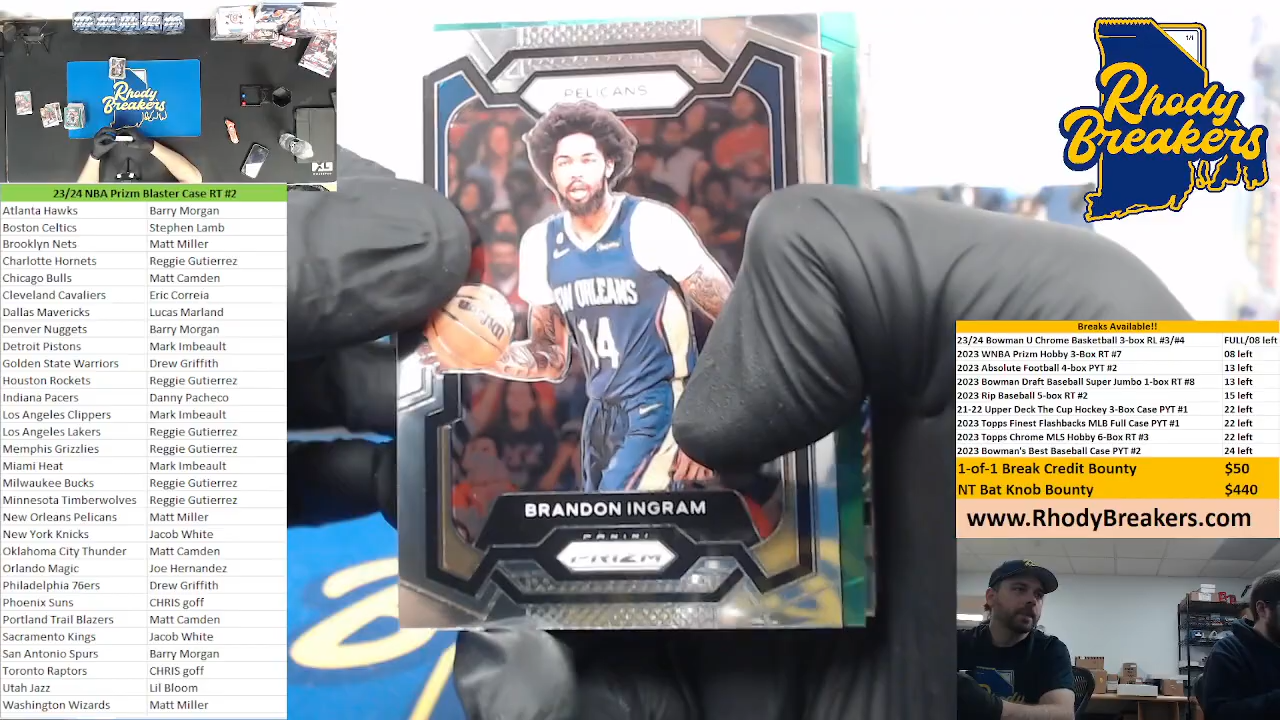 Rhody
Breakers
XL
23/24 NBA Prizm Blaster Case RT #2
Atlanta Hawks Barry Morgan
Boston Celtics Stephen Lamb
Brooklyn Nets Matt Miller
Charlotte Hornets Reggie Gutierrez
Chicago Bulls Matt Camden
Cleveland Cavaliers Eric Correia
Dallas Mavericks Lucas Marland
Denver Nuggets Barry Morgan
Detroit Pistons Mark Imbeault
Golden State Warriors Drew Griffith
Houston Rockets Reggie Gutierrez
Indiana Pacers Danny Pacheco
Los Angeles Clippers Mark Imbeault
Los Angeles Lakers Reggie Gutierrez
Memphis Grizzlies Reggie Gutierrez
Miami Heat Mark Imbeault
Milwaukee Bucks Reggie Gutierrez
Minnesota Timberwolves Reggie Gutierrez
New Orleans Pelicans Matt Miller
New York Knicks Jacob White
Oklahoma City Thunder Matt Camden
Orlando Magic Joe Hernandez
Philadelphia 76ers Drew Griffith
Phoenix Suns CHRIS goff
Portland Trail Blazers Matt Camden
Sacramento Kings Jacob White
San Antonio Spurs Barry Morgan
Toronto Raptors CHRIS goff
Utah Jazz Lil Bloom
Washington Wizards Matt Miller
PELICANS
NEW ORLEANS
14
BRANDON INGRAM
PANINI
PRIZM
1/1
Rhody
Breakers
Breaks Available!!
23/24 Bowman U Chrome Basketball 3-box RL #3/#4 FULL/08 left
2023 WNBA Prizm Hobby 3-Box RT #7 08 left
2023 Absolute Football 4-box PYT #2 13 left
2023 Bowman Draft Baseball Super Jumbo 1-box RT #8 13 left
2023 Rip Baseball 5-box RT #2 15 left
21-22 Upper Deck The Cup Hockey 3-Box Case PYT #1 22 left
2023 Topps Finest Flashbacks MLB Full Case PYT #1 22 left
2023 Topps Chrome MLS Hobby 6-Box RT #3 22 left
2023 Bowman's Best Baseball Case PYT #2 24 left
1-of-1 Break Credit Bounty $50
NT Bat Knob Bounty $440
www.RhodyBreakers.com